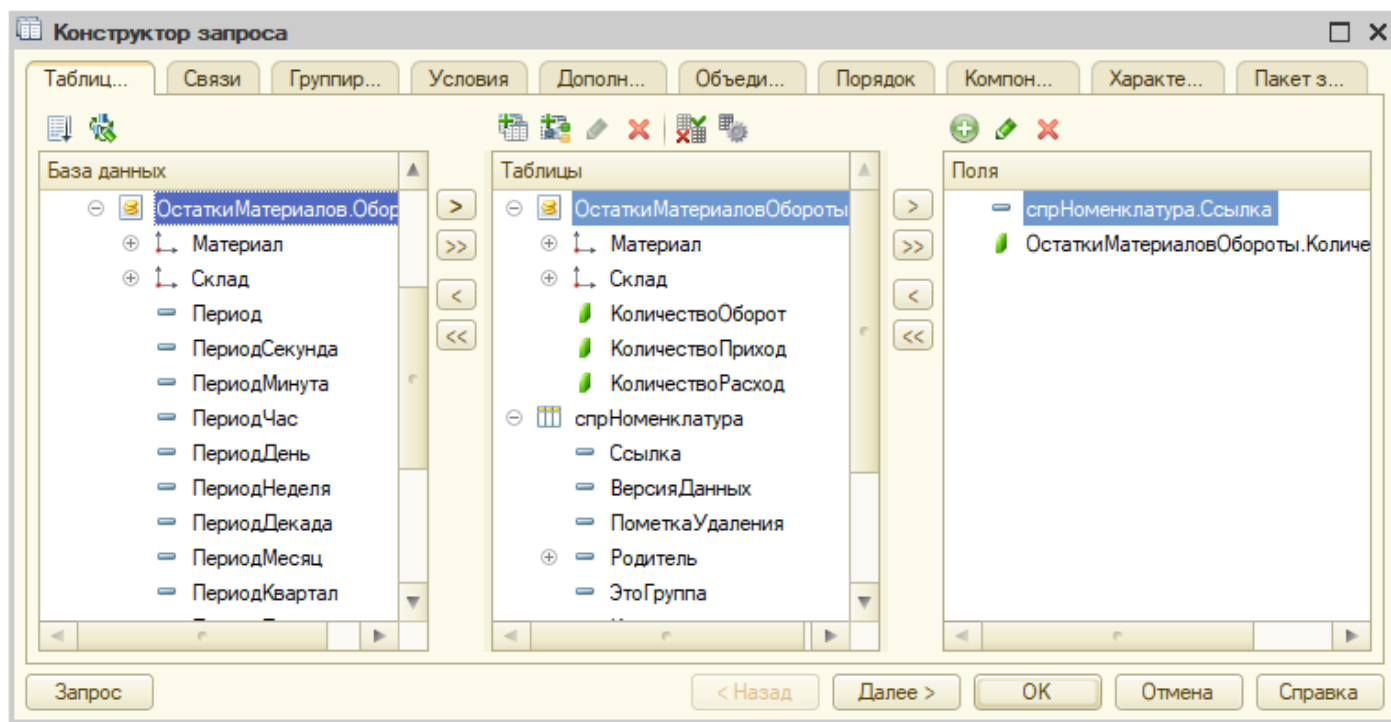 Конструктор запроса
Таблиц... Связи Группир... Условия Дополн... Объеди... Порядок Компон... Характе... Пакет з...
База данных
ОстаткиМатериалов.Обор
Материал
Склад
Период
ПериодСекунда
ПериодМинута
ПериодЧас
ПериодДень
ПериодНеделя
ПериодДекада
ПериодМесяц
ПериодКвартал
>
>>
<
<<
Таблицы
ОстаткиМатериаловОбороты
Материал
Склад
КоличествоОборот
КоличествоПриход
КоличествоРасход
спрНоменклатура
Ссылка
ВерсияДанных
ПометкаУдаления
Родитель
ЭтоГруппа
>
>>
<
<<
Поля
спрНоменклатура.Ссылка
ОстаткиМатериаловОбороты.Количе
Запрос < Назад Далее > OK Отмена Справка